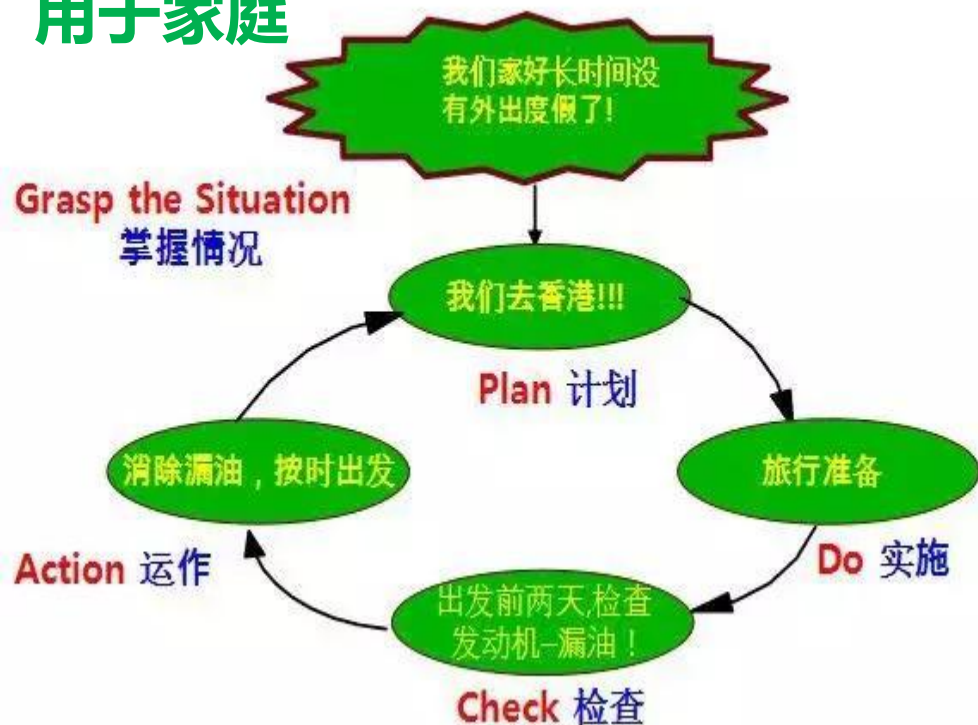 用于家庭
我们家好长时间没
有外出度假了!
Grasp the Situation
掌握情况
我们去香港!!!
Plan 计划
消除漏油，按时出发
旅行准备
Action 运作
Do 实施
出发前两天,检查
发动机–漏油！
Check 检查